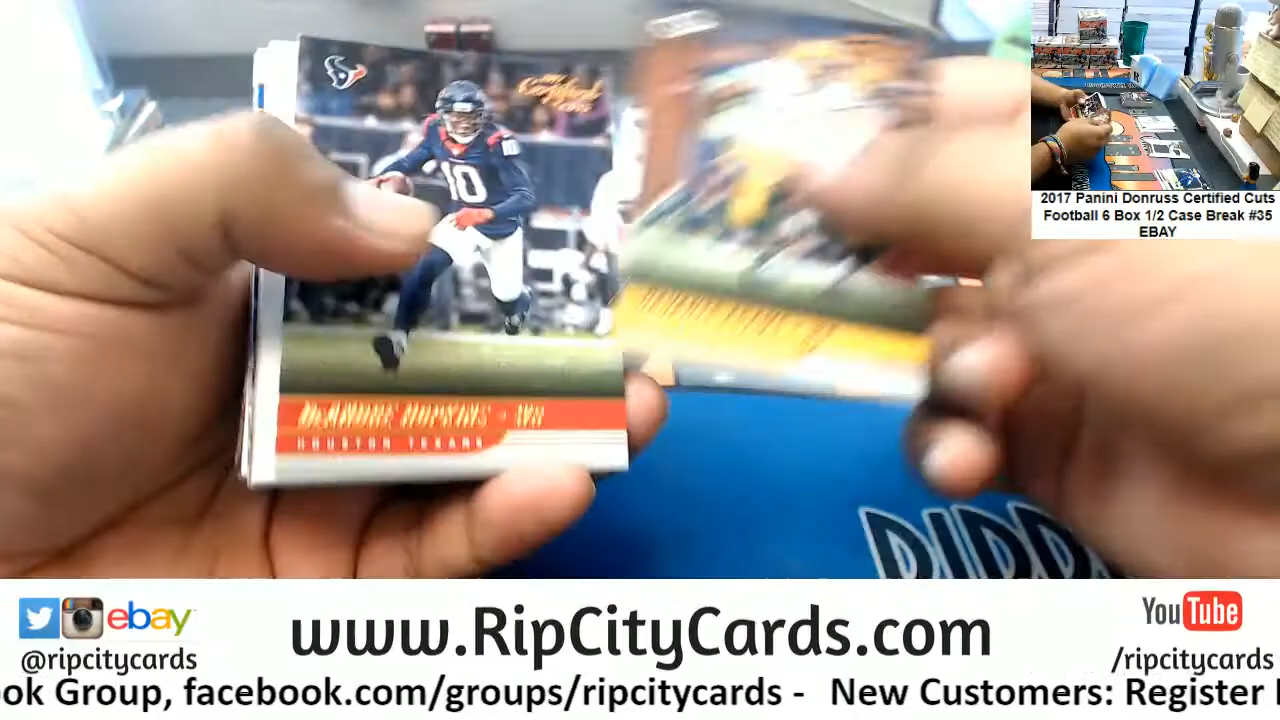 10
DeANDRE HOPKINS - WR
HOUSTON TEXANS
2017 Panini Donruss Certified Cuts
Football 6 Box 1/2 Case Break #35
EBAY
ebay
@ripcitycards
www.RipCityCards.com
YouTube
/ripcitycards
ok Group, facebook.com/groups/ripcitycards - New Customers: Register